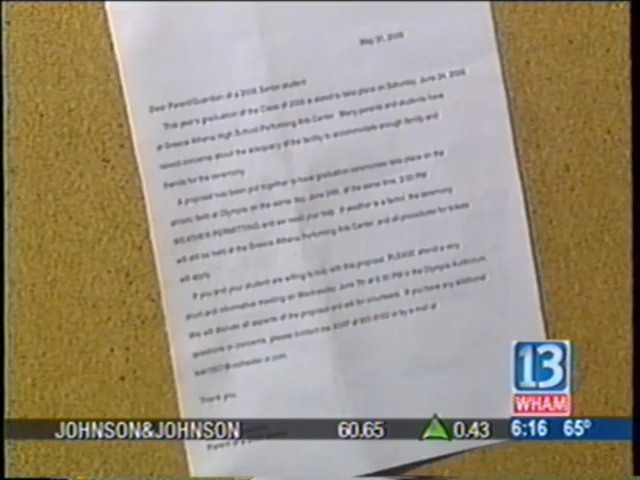 May 31, 2006
Dear Parent/Guardian of a 2006 Senior student
This year's graduation of the Class of 2006 is slated to take place on Saturday, June 24, 2006
at Greece Athena High School Performing Arts Center. Many parents and students have
raised concerns about the adequacy of the facility to accommodate enough family and
friends for the ceremony.
A proposal has been put together to have graduation ceremonies take place on the
athletic field at Olympia on the same day, June 24th, at the same time, 2:00 PM
WEATHER PERMITTING and we need your help. If weather is a factor, the ceremony
will still be held at the Greece Athena Performing Arts Center, and all procedures for tickets
will apply.
If you and your student are willing to help with this proposal, PLEASE attend a very
short and informative meeting on Wednesday, June 7th at 6:30 PM in the Olympia Auditorium.
We will discuss all aspects of the proposal and ask for volunteers. If you have any additional
questions or concerns, please contact me at or by e-mail at
Thank you,
Parent of a
13
WHAM
JOHNSON&JOHNSON 60.65 0.43 6:16 65°